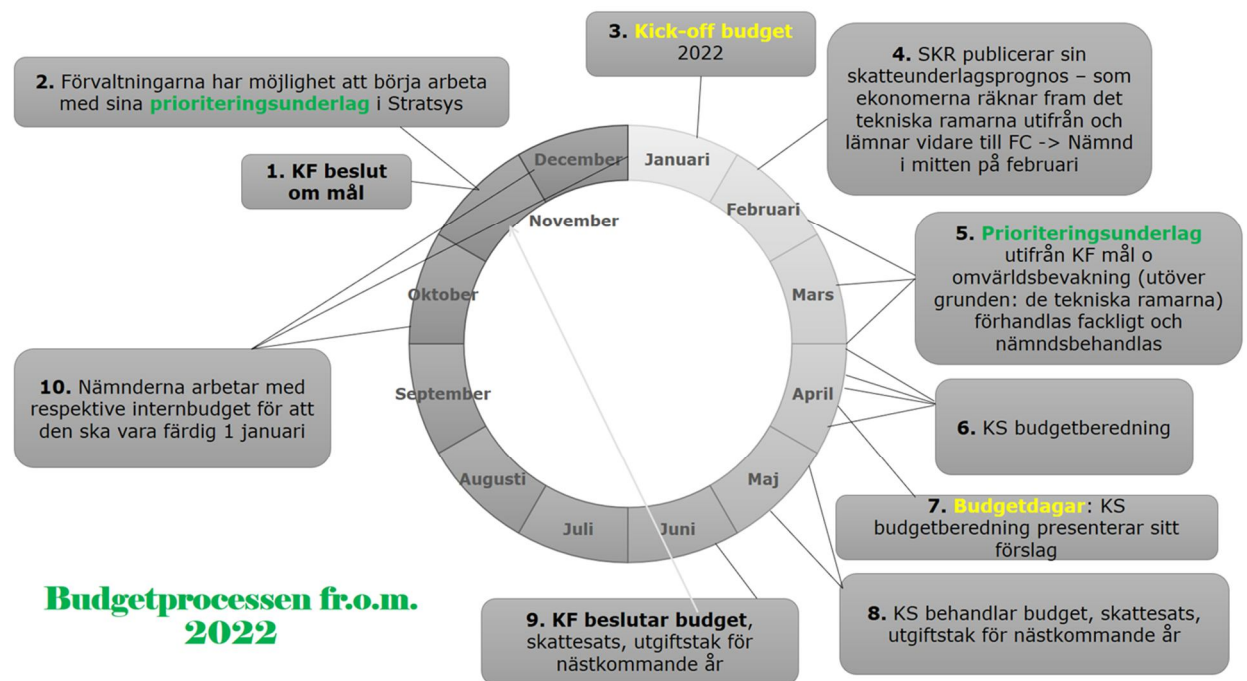 3. Kick-off budget
2022
4. SKR publicerar sin
skatteunderlagsprognos – som
ekonomerna räknar fram det
tekniska ramarna utifrån och
lämnar vidare till FC -> Nämnd
i mitten på februari
2. Förvaltningarna har möjlighet att börja arbeta
med sina prioriteringsunderlag i Stratsys
1. KF beslut
om mål
December
Januari
Februari
November
Mars
Oktober
April
September
Maj
Augusti
Juni
Juli
5. Prioriteringsunderlag
utifrån KF mål o
omvärldsbevakning (utöver
grunden: de tekniska ramarna)
förhandlas fackligt och
nämndsbehandlas
10. Nämnderna arbetar med
respektive internbudget för att
den ska vara färdig 1 januari
6. KS budgetberedning
7. Budgetdagar: KS
budgetberedning presenterar sitt
förslag
8. KS behandlar budget, skattesats,
utgiftstak för nästkommande år
9. KF beslutar budget,
skattesats, utgiftstak för
nästkommande år
Budgetprocessen fr.o.m.
2022